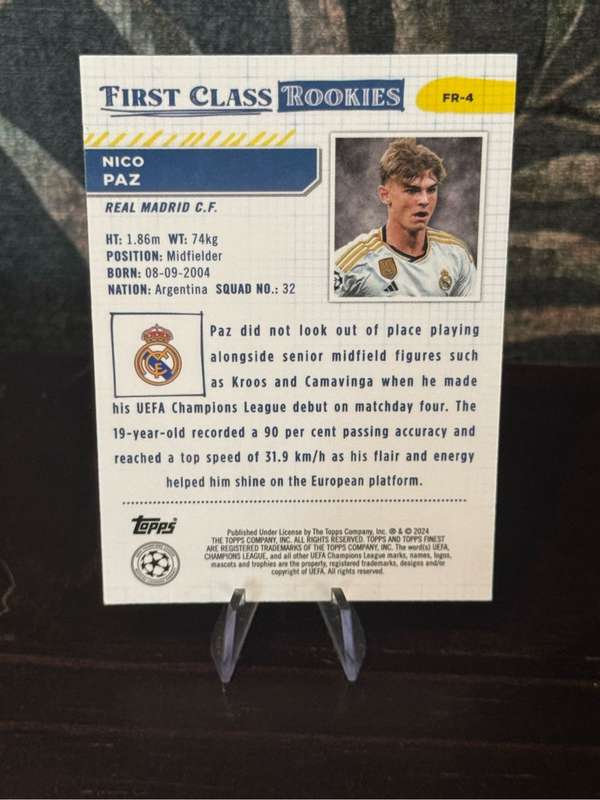 FIRST CLASS ROOKIES
FR-4
NICO
PAZ
REAL MADRID C.F.
HT: 1.86m WT: 74kg
POSITION: Midfielder
BORN: 08-09-2004
NATION: Argentina SQUAD NO.: 32
Paz did not look out of place playing
alongside senior midfield figures such
as Kroos and Camavinga when he made
his UEFA Champions League debut on matchday four. The
19-year-old recorded a 90 per cent passing accuracy and
reached a top speed of 31.9 km/h as his flair and energy
helped him shine on the European platform.
Topps
Published Under License by The Topps Company, Inc. ® & © 2024
THE TOPPS COMPANY, INC. ALL RIGHTS RESERVED. TOPPS AND TOPPS FINEST
ARE REGISTERED TRADEMARKS OF THE TOPPS COMPANY, INC. The word(s) UEFA,
CHAMPIONS LEAGUE, and all other UEFA Champions League marks, names, logos,
mascots and trophies are the property, registered trademarks, designs and/or
copyright of UEFA. All rights reserved.